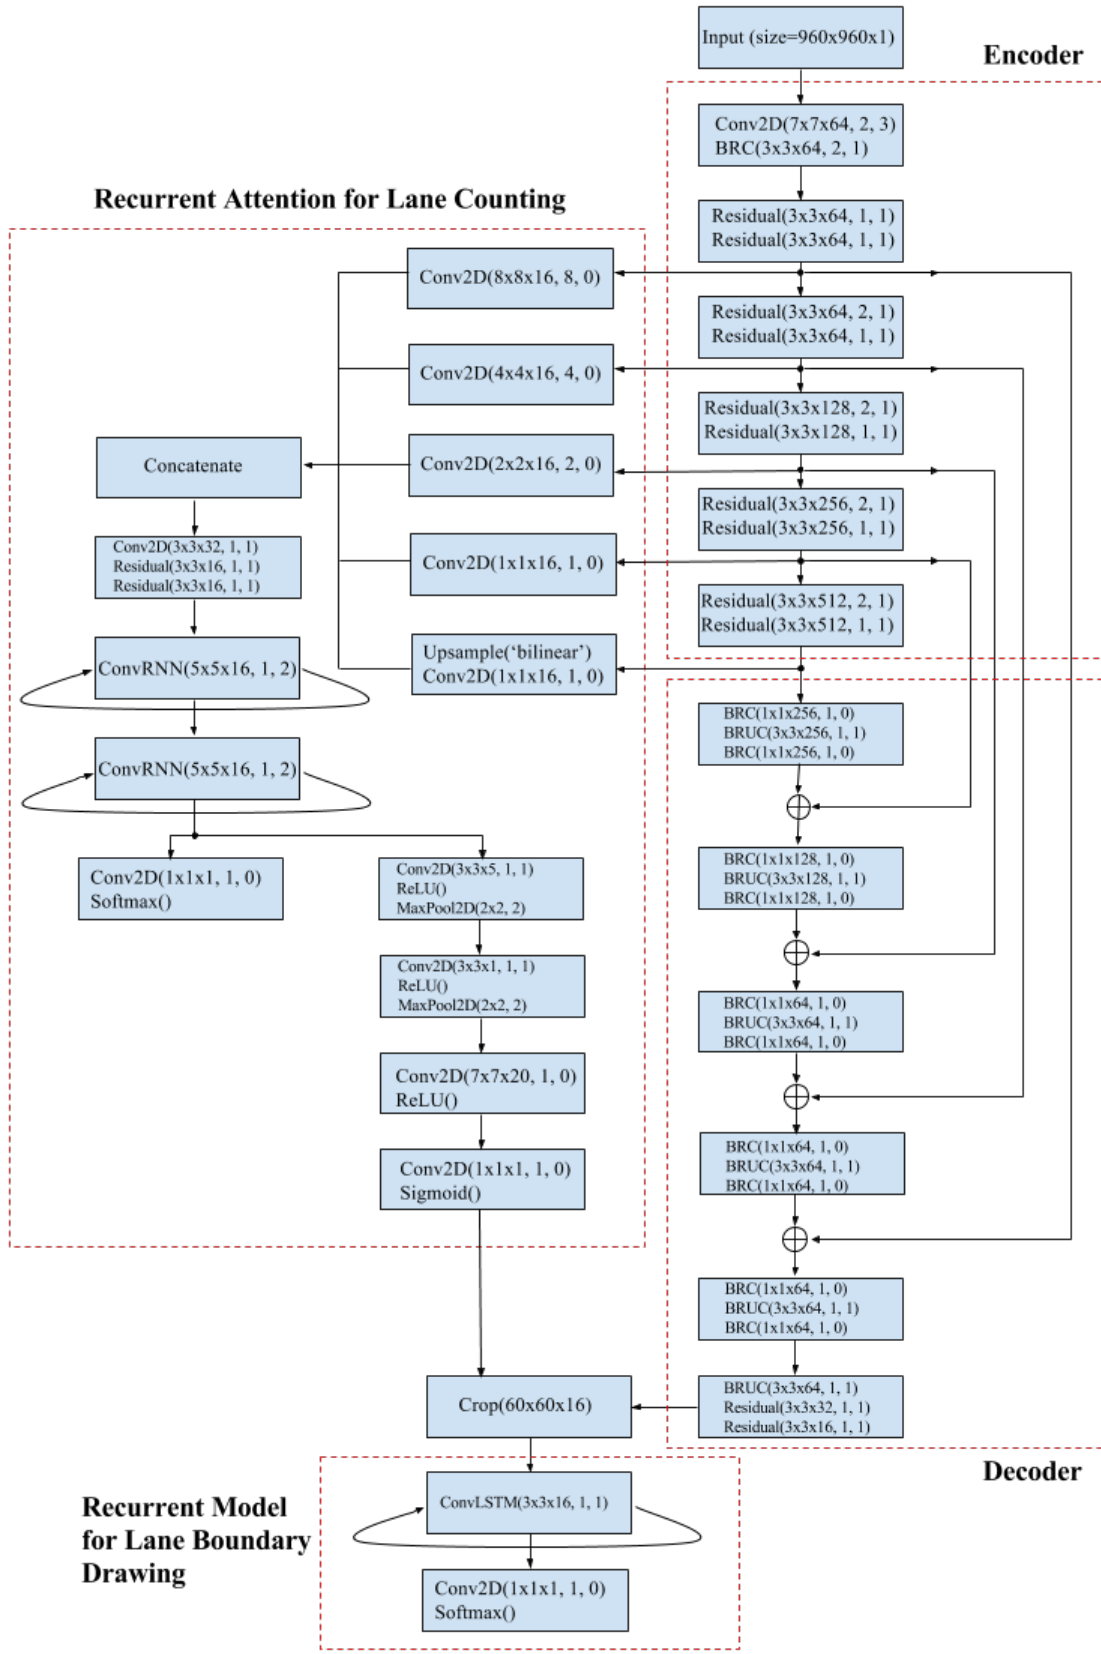 Input (size=960x960x1)
Encoder
Conv2D(7x7x64, 2, 3)
BRC(3x3x64, 2, 1)
Residual(3x3x64, 1, 1)
Residual(3x3x64, 1, 1)
Residual(3x3x64, 2, 1)
Residual(3x3x64, 1, 1)
Residual(3x3x128, 2, 1)
Residual(3x3x128, 1, 1)
Residual(3x3x256, 2, 1)
Residual(3x3x256, 1, 1)
Residual(3x3x512, 2, 1)
Residual(3x3x512, 1, 1)
Recurrent Attention for Lane Counting
Conv2D(8x8x16, 8, 0)
Conv2D(4x4x16, 4, 0)
Conv2D(2x2x16, 2, 0)
Conv2D(1x1x16, 1, 0)
Upsample(‘bilinear’)
Conv2D(1x1x16, 1, 0)
Concatenate
Conv2D(3x3x32, 1, 1)
Residual(3x3x16, 1, 1)
Residual(3x3x16, 1, 1)
ConvRNN(5x5x16, 1, 2)
ConvRNN(5x5x16, 1, 2)
Conv2D(1x1x1, 1, 0)
Softmax()
Conv2D(3x3x5, 1, 1)
ReLU()
MaxPool2D(2x2, 2)
Conv2D(3x3x1, 1, 1)
ReLU()
MaxPool2D(2x2, 2)
Conv2D(7x7x20, 1, 0)
ReLU()
Conv2D(1x1x1, 1, 0)
Sigmoid()
BRC(1x1x256, 1, 0)
BRUC(3x3x256, 1, 1)
BRC(1x1x256, 1, 0)
BRC(1x1x128, 1, 0)
BRUC(3x3x128, 1, 1)
BRC(1x1x128, 1, 0)
BRC(1x1x64, 1, 0)
BRUC(3x3x64, 1, 1)
BRC(1x1x64, 1, 0)
BRC(1x1x64, 1, 0)
BRUC(3x3x64, 1, 1)
BRC(1x1x64, 1, 0)
BRC(1x1x64, 1, 0)
BRUC(3x3x64, 1, 1)
BRC(1x1x64, 1, 0)
BRUC(3x3x64, 1, 1)
Residual(3x3x32, 1, 1)
Residual(3x3x16, 1, 1)
Decoder
Crop(60x60x16)
Recurrent Model
for Lane Boundary
Drawing
ConvLSTM(3x3x16, 1, 1)
Conv2D(1x1x1, 1, 0)
Softmax()